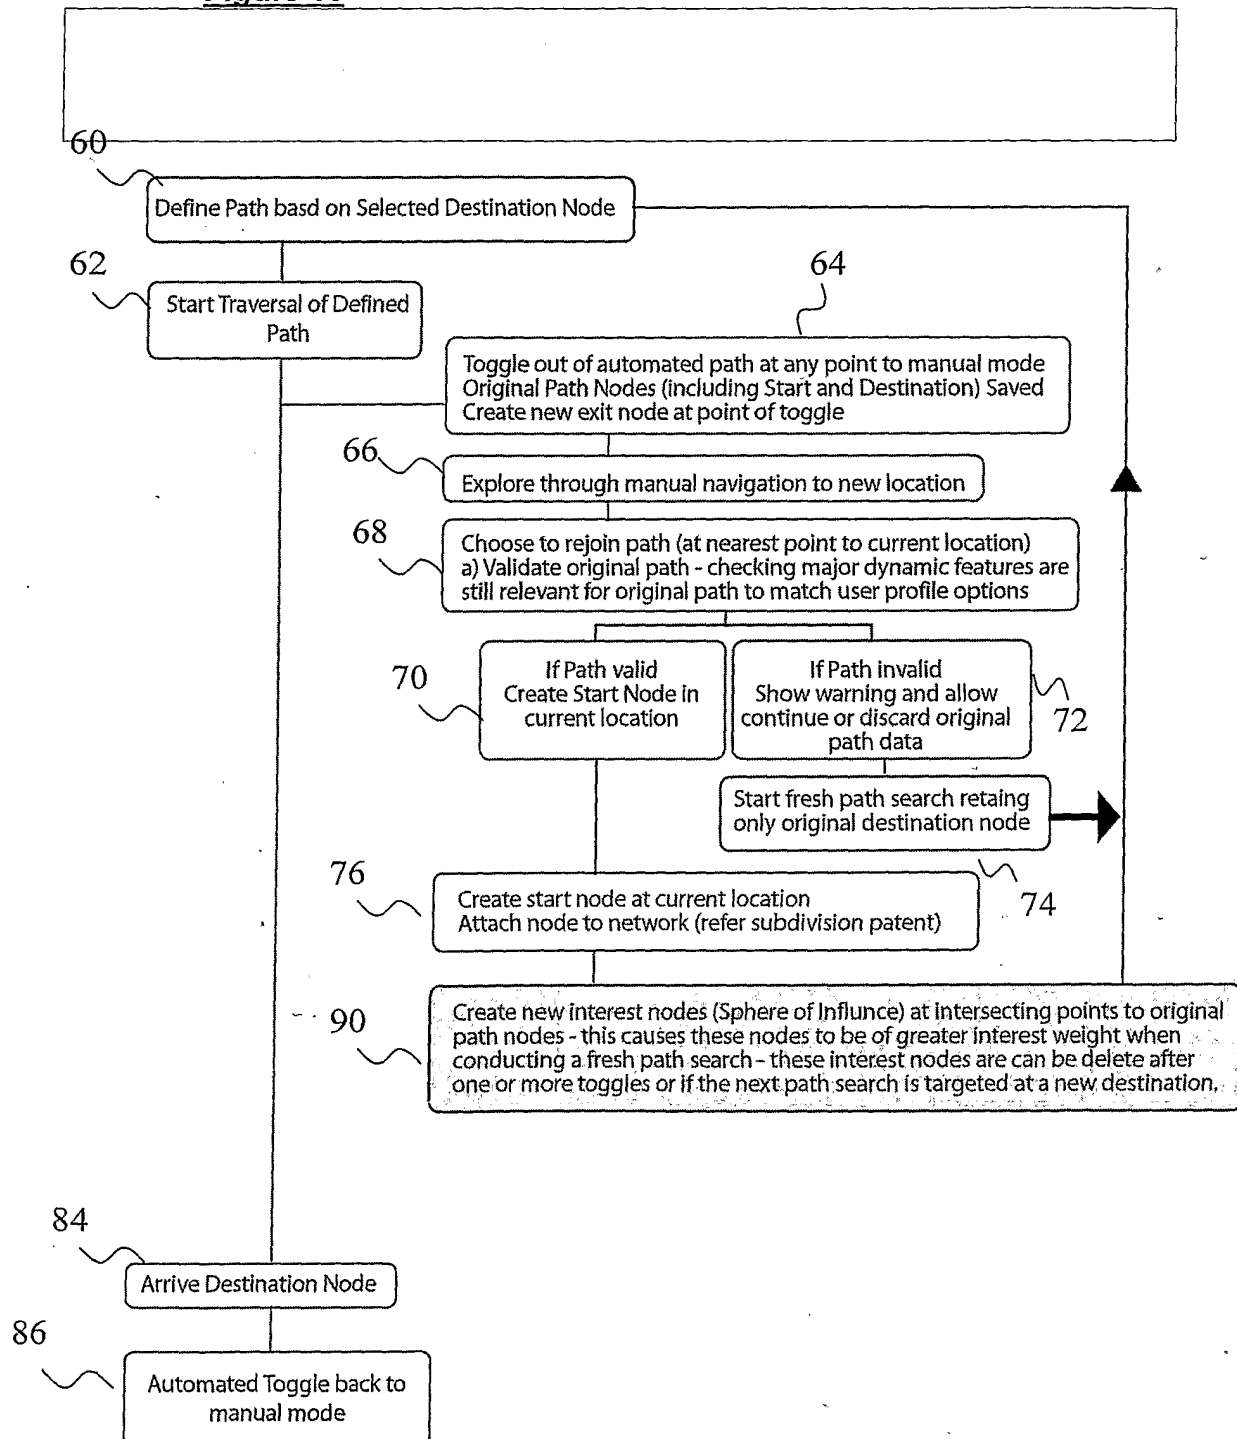 60
Define Path basd on Selected Destination Node
62
Start Traversal of Defined
Path
64
Toggle out of automated path at any point to manual mode
Original Path Nodes (including Start and Destination) Saved
Create new exit node at point of toggle
66
Explore through manual navigation to new location
68
Choose to rejoin path (at nearest point to current location)
a) Validate original path - checking major dynamic features are
still relevant for original path to match user profile options
70
If Path valid
Create Start Node in
current location
If Path invalid
Show warning and allow
continue or discard original
path data
72
Start fresh path search retaing
only original destination node
74
76
Create start node at current location
Attach node to network (refer subdivision patent)
90
Create new interest nodes (Sphere of Influnce) at intersecting points to original
path nodes - this causes these nodes to be of greater interest weight when
conducting a fresh path search - these interest nodes are can be delete after
one or more toggles or if the next path search is targeted at a new destination.
84
Arrive Destination Node
86
Automated Toggle back to
manual mode